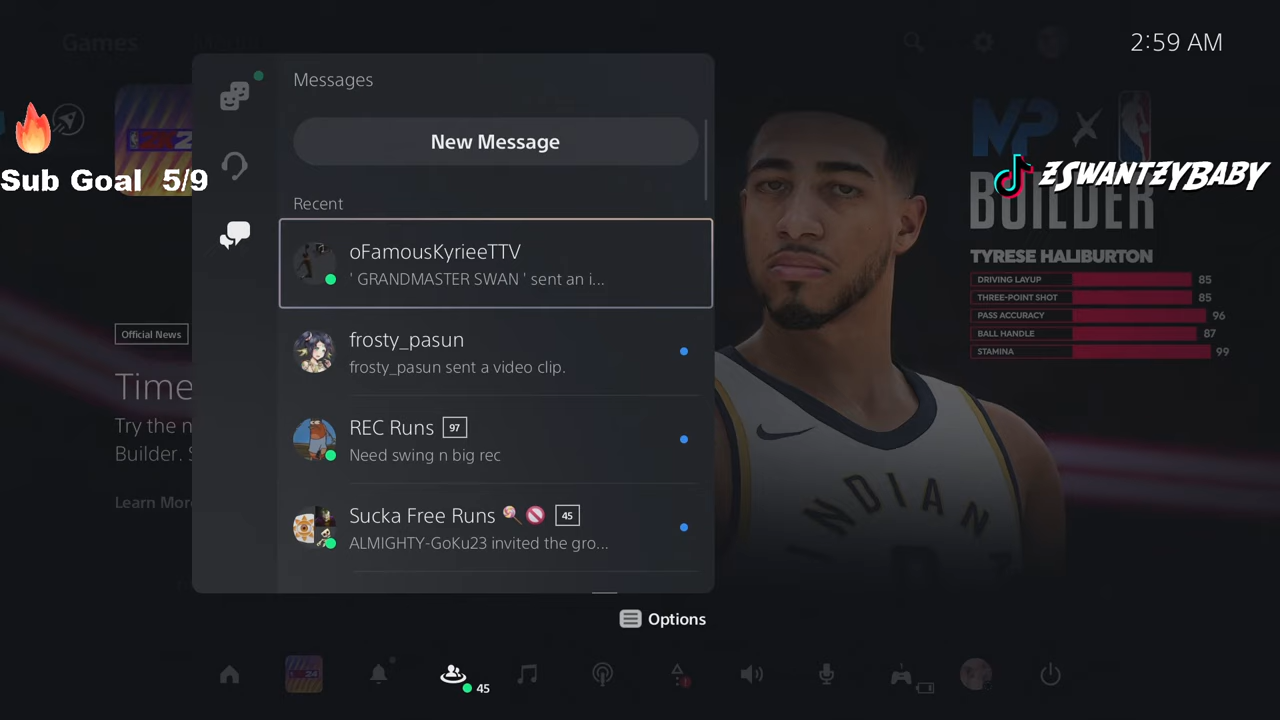 Games
2:59 AM
Messages
New Message
Sub Goal 5/9
Recent
oFamousKyrieeTTV
' GRANDMASTER SWAN ' sent an i...
frosty_pasun
frosty_pasun sent a video clip.
REC Runs 97
Need swing n big rec
Sucka Free Runs 45
ALMIGHTY-GoKu23 invited the gro...
Official News
Time
Try the n
Builder. S
Learn Mor
MP X
ZSWANTZYBABY
BUILDER
TYRESE HALIBURTON
DRIVING LAYUP 85
THREE-POINT SHOT 85
PASS ACCURACY 96
BALL HANDLE 87
STAMINA 99
INDIAN
Options
45